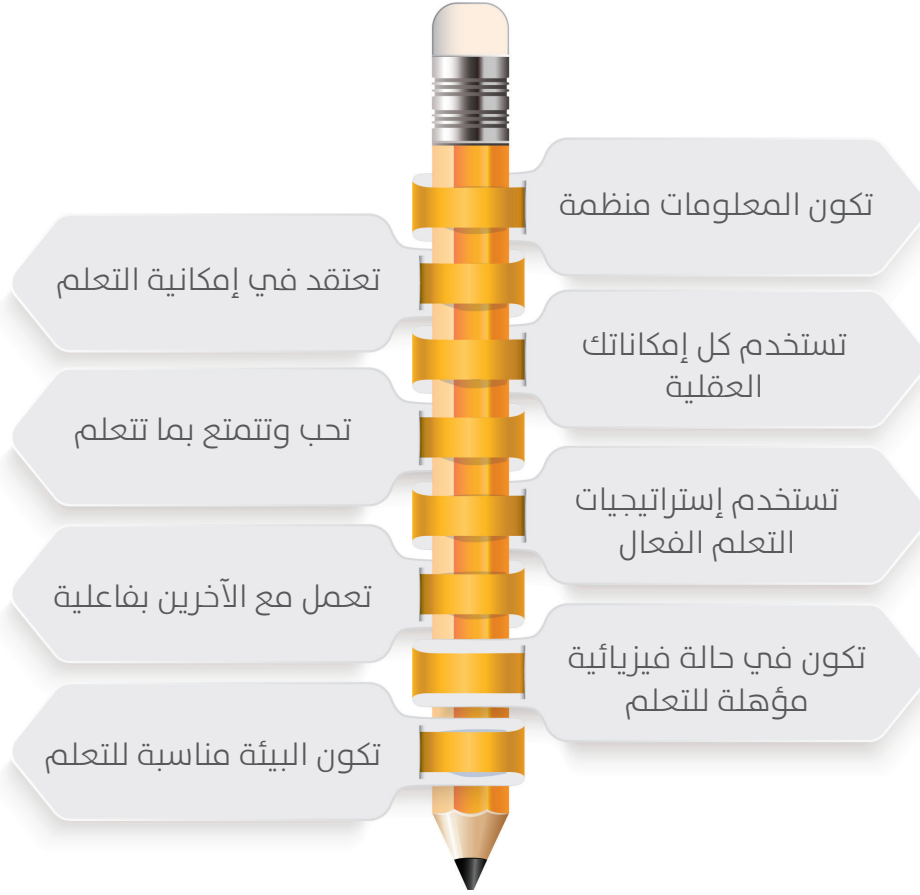 تكون المعلومات منظمة
تعتقد في إمكانية التعلم
تستخدم كل إمكاناتك
العقلية
تحب وتتمتع بما تتعلم
تستخدم إستراتيجيات
التعلم الفعال
تعمل مع الآخرين بفاعلية
تكون في حالة فيزيائية
مؤهلة للتعلم
تكون البيئة مناسبة للتعلم